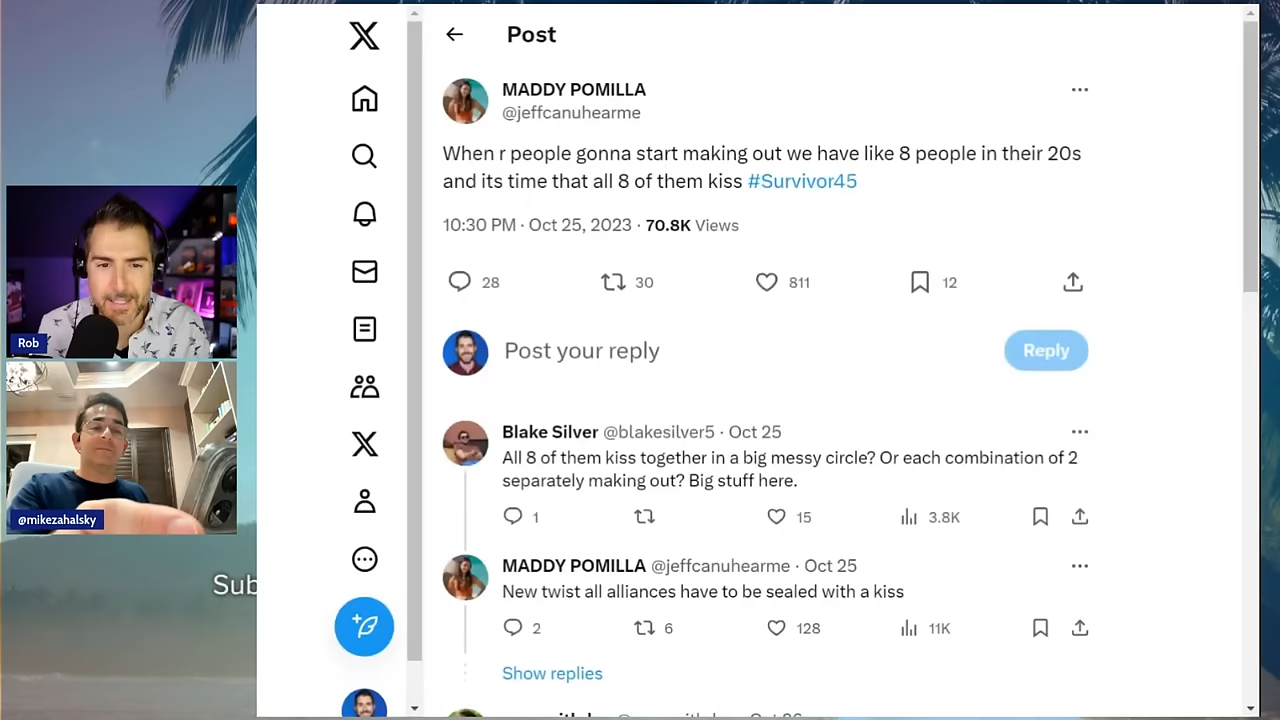 Post
MADDY POMILLA
@jeffcanuhearme
When r people gonna start making out we have like 8 people in their 20s
and its time that all 8 of them kiss #Survivor45
10:30 PM · Oct 25, 2023 · 70.8K Views
28 30 811 12
Post your reply
Reply
Blake Silver @blakesilver5 · Oct 25
All 8 of them kiss together in a big messy circle? Or each combination of 2
separately making out? Big stuff here.
1 15 3.8K
MADDY POMILLA @jeffcanuhearme · Oct 25
New twist all alliances have to be sealed with a kiss
2 6 128 11K
Show replies
Rob
@mikezahalsky
Sub